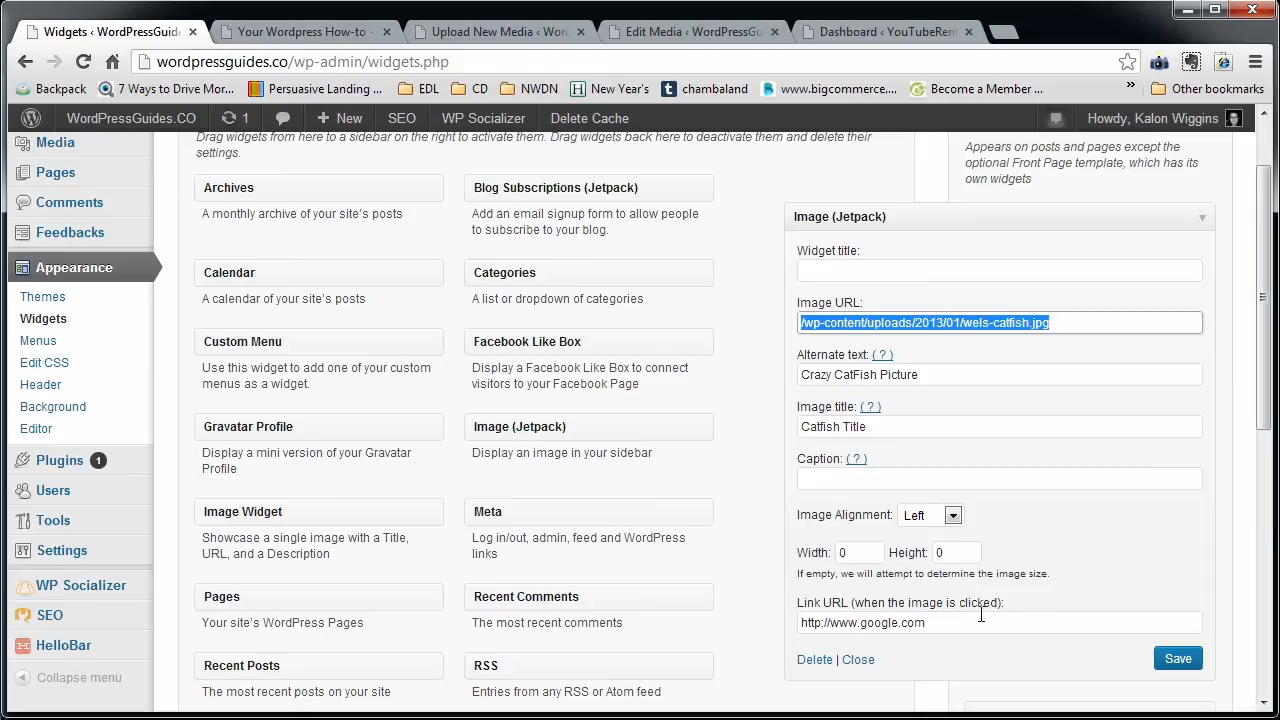 Widgets ‹ WordPressGuid
Your Wordpress How-to -
Upload New Media ‹ Wor
Edit Media ‹ WordPressGu
Dashboard ‹ YouTubeRen
wordpressguides.co/wp-admin/widgets.php
Backpack
7 Ways to Drive Mor...
Persuasive Landing ...
EDL
CD
NWDN
New Year's
chambaland
www.bigcommerce....
Become a Member ...
»
Other bookmarks
WordPressGuides.CO
1
+ New
SEO
WP Socializer
Delete Cache
Howdy, Kalon Wiggins
Media
Pages
Comments
Feedbacks
Appearance
Themes
Widgets
Menus
Edit CSS
Header
Background
Editor
Plugins 1
Users
Tools
Settings
WP Socializer
SEO
HelloBar
Collapse menu
Drag widgets from here to a sidebar on the right to activate them. Drag widgets back here to deactivate them and delete their
settings.
Archives
A monthly archive of your site's posts
Blog Subscriptions (Jetpack)
Add an email signup form to allow people
to subscribe to your blog.
Calendar
A calendar of your site's posts
Categories
A list or dropdown of categories
Custom Menu
Use this widget to add one of your custom
menus as a widget.
Facebook Like Box
Display a Facebook Like Box to connect
visitors to your Facebook Page
Gravatar Profile
Display a mini version of your Gravatar
Profile
Image (Jetpack)
Display an image in your sidebar
Image Widget
Showcase a single image with a Title,
URL, and a Description
Meta
Log in/out, admin, feed and WordPress
links
Pages
Your site's WordPress Pages
Recent Comments
The most recent comments
Recent Posts
The most recent posts on your site
RSS
Entries from any RSS or Atom feed
Appears on posts and pages except the
optional Front Page template, which has its
own widgets
Image (Jetpack)
Widget title:
Image URL:
/wp-content/uploads/2013/01/wels-catfish.jpg
Alternate text: ( ? )
Crazy CatFish Picture
Image title: ( ? )
Catfish Title
Caption: ( ? )
Image Alignment: Left
Width: 0 Height: 0
If empty, we will attempt to determine the image size.
Link URL (when the image is clicked):
http://www.google.com
Delete | Close
Save